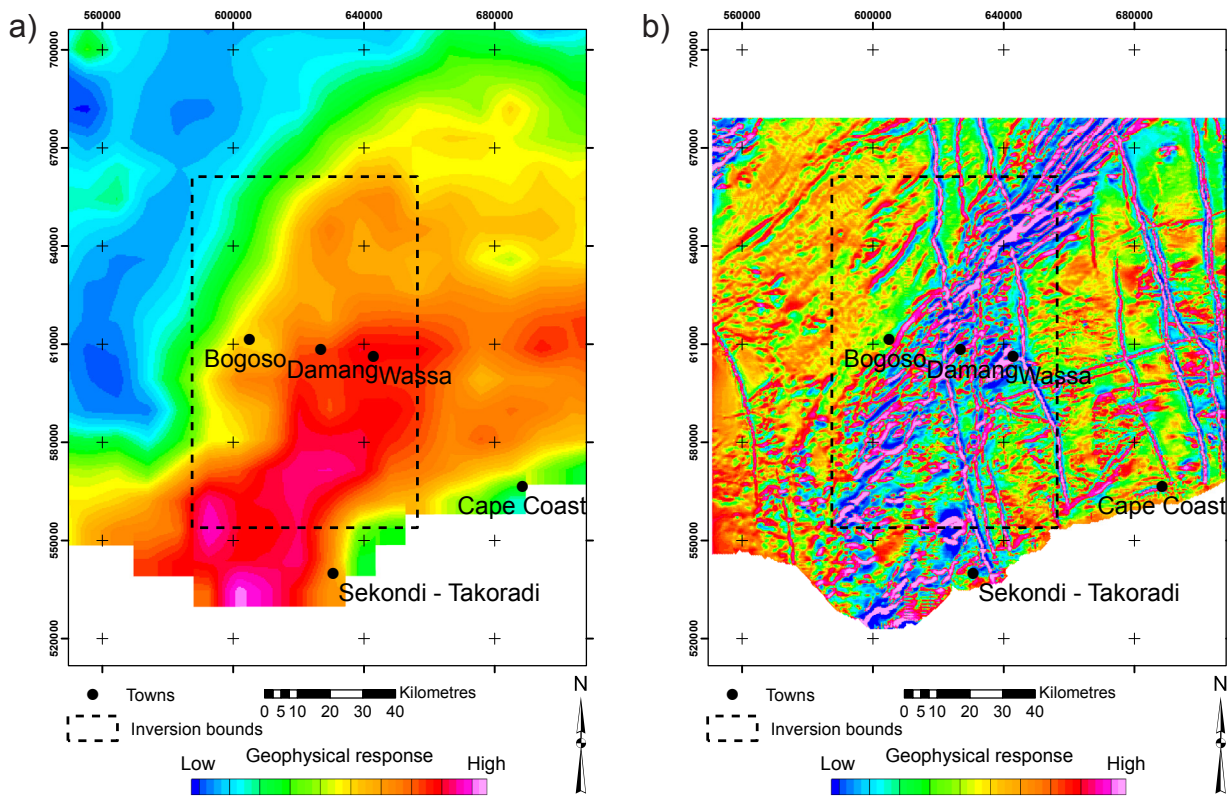 a)
560000
600000
640000
680000
700000
670000
640000
610000
580000
550000
520000
Bogoso
Damang
Wassa
Cape Coast
Sekondi - Takoradi
Towns
Inversion bounds
Kilometres
0 5 10 20 30 40
N
Geophysical response
Low
High
b)
560000
600000
640000
680000
700000
670000
640000
610000
580000
550000
520000
Bogoso
Damang
Wassa
Cape Coast
Sekondi - Takoradi
Towns
Inversion bounds
Kilometres
0 5 10 20 30 40
N
Geophysical response
Low
High